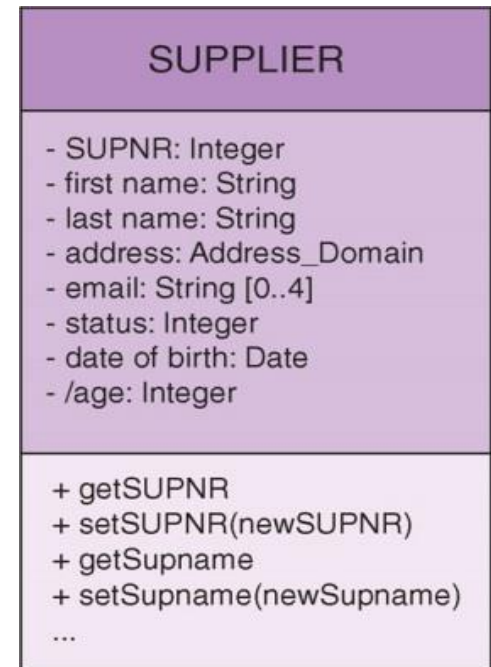 SUPPLIER
- SUPNR: Integer
- first name: String
- last name: String
- address: Address_Domain
- email: String [0..4]
- status: Integer
- date of birth: Date
- /age: Integer
+ getSUPNR
+ setSUPNR(newSUPNR)
+ getSupname
+ setSupname(newSupname)
...